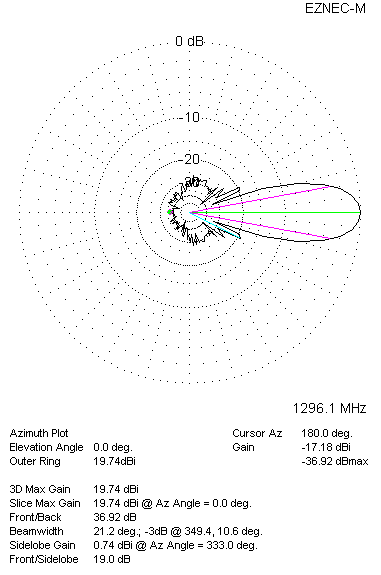 EZNEC-M
0 dB
-10
-20
-30
1296.1 MHz
Azimuth Plot
Elevation Angle 0.0 deg.
Outer Ring 19.74dBi
Cursor Az 180.0 deg.
Gain -17.18 dBi
-36.92 dBmax
3D Max Gain 19.74 dBi
Slice Max Gain 19.74 dBi @ Az Angle = 0.0 deg.
Front/Back 36.92 dB
Beamwidth 21.2 deg.; -3dB @ 349.4, 10.6 deg.
Sidelobe Gain 0.74 dBi @ Az Angle = 333.0 deg.
Front/Sidelobe 19.0 dB